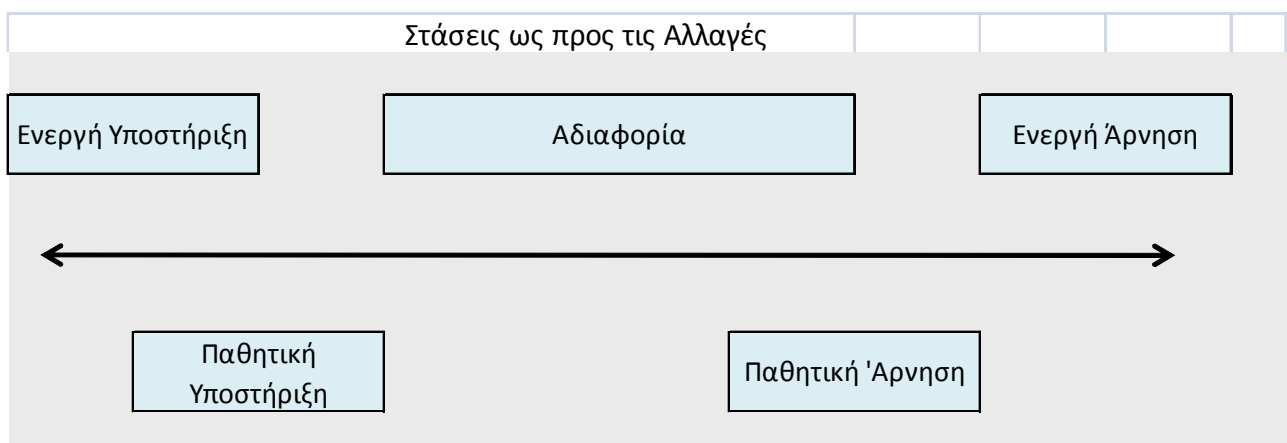 Στάσεις ως προς τις Αλλαγές
Ενεργή Υποστήριξη
Αδιαφορία
Ενεργή Άρνηση
Παθητική
Υποστήριξη
Παθητική 'Αρνηση